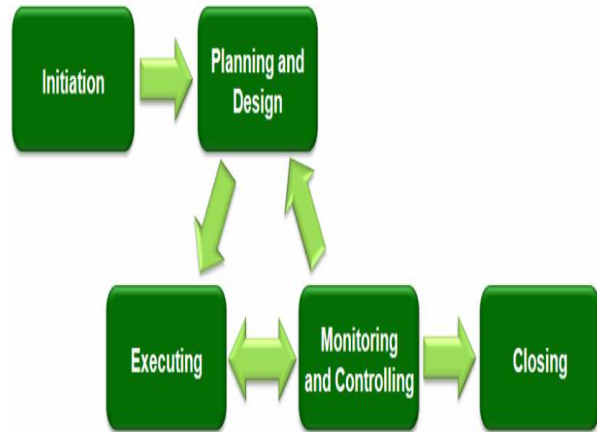 Initiation
Planning and
Design
Executing
Monitoring
and Controlling
Closing